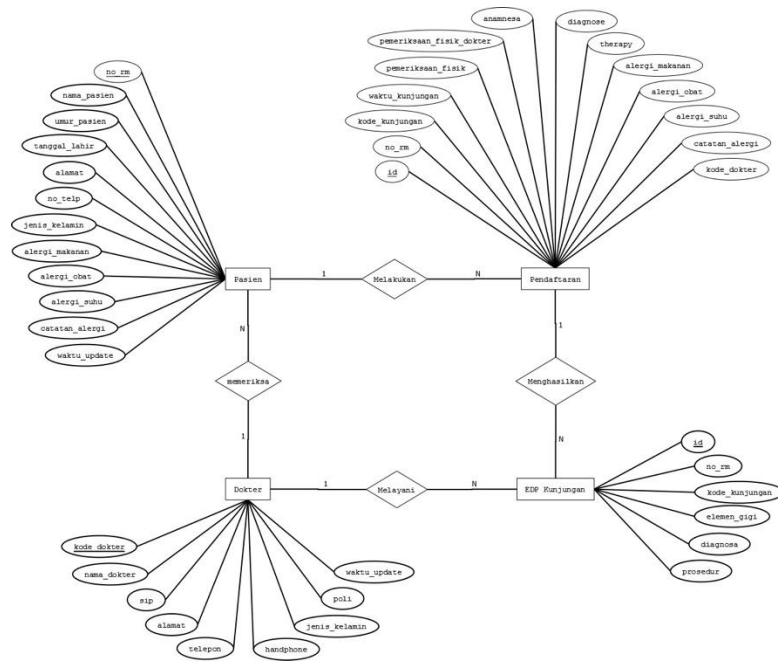 no_rm
nama_pasien
umur_pasien
tanggal_lahir
alamat
no_telp
jenis_kelamin
alergi_makanan
alergi_obat
alergi_suhu
catatan_alergi
waktu_update
anamnesa
pemeriksaan_fisik_dokter
pemeriksaan_fisik
waktu_kunjungan
kode_kunjungan
no_rm
id
diagnose
therapy
alergi_makanan
alergi_obat
alergi_suhu
catatan_alergi
kode_dokter
Pasien
1
Melakukan
N
Pendaftaran
N
memeriksa
1
1
Menghasilkan
N
Dokter
1
Melayani
N
EDP Kunjungan
id
no_rm
kode_kunjungan
elemen_gigi
diagnosa
prosedur
kode_dokter
nama_dokter
sip
alamat
telepon
handphone
jenis_kelamin
poli
waktu_update